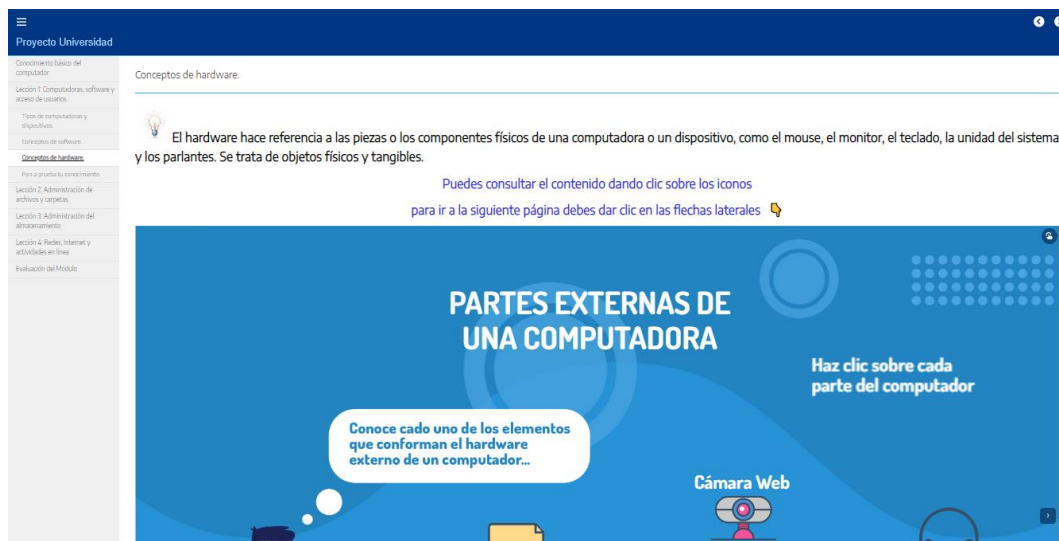 Proyecto Universidad
Conocimiento básico del
computador
Lección 1: Computadoras, software y
acceso de usuarios.
Tipos de computadoras y
dispositivos.
Conceptos de software.
Conceptos de hardware.
Pon a prueba tu conocimiento.
Lección 2: Administración de
archivos y carpetas.
Lección 3: Administración del
almacenamiento
Lección 4: Redes, Internet y
actividades en línea
Evaluación del Módulo
Conceptos de hardware.
El hardware hace referencia a las piezas o los componentes físicos de una computadora o un dispositivo, como el mouse, el monitor, el teclado, la unidad del sistema
y los parlantes. Se trata de objetos físicos y tangibles.
Puedes consultar el contenido dando clic sobre los iconos
para ir a la siguiente página debes dar clic en las flechas laterales
PARTES EXTERNAS DE
UNA COMPUTADORA
Haz clic sobre cada
parte del computador
Conoce cado uno de los elementos
que conforman el hardware
externo de un computador...
Cámara Web